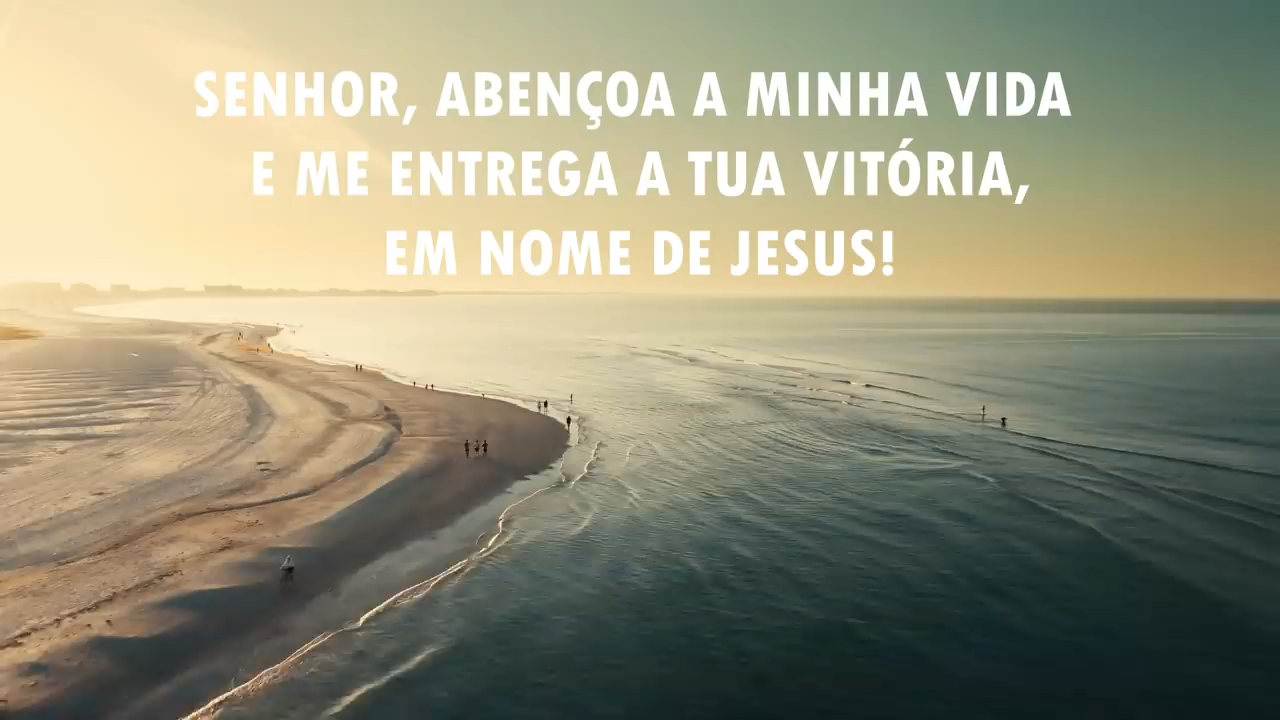 SENHOR, ABENÇOA A MINHA VIDA
E ME ENTREGA A TUA VITÓRIA,
EM NOME DE JESUS!